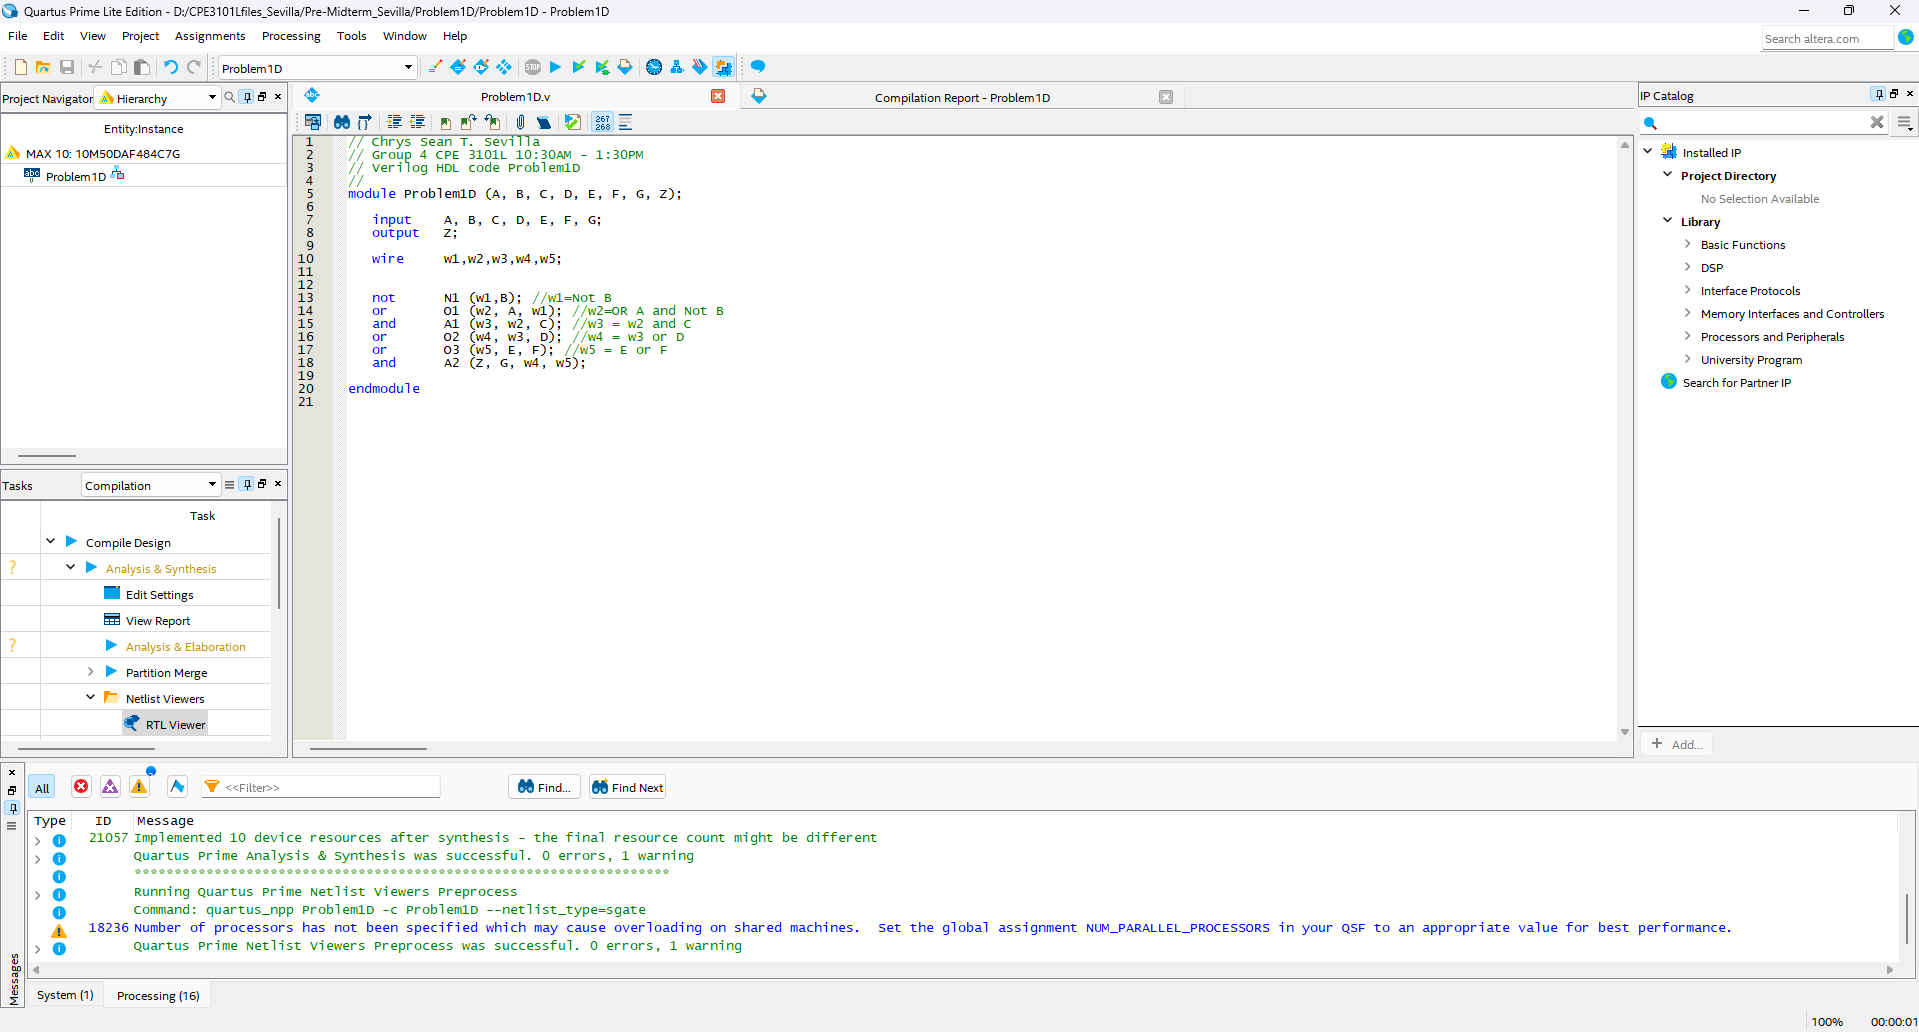 Quartus Prime Lite Edition - D:/CPE3101Lfiles_Sevilla/Pre-Midterm_Sevilla/Problem1D/Problem1D - Problem1D
File Edit View Project Assignments Processing Tools Window Help
Search altera.com
Problem1D
Project Navigator Hierarchy
Entity:Instance
MAX 10: 10M50DAF484C7G
Problem1D
Tasks Compilation
Task
Compile Design
? Analysis & Synthesis
Edit Settings
View Report
? Analysis & Elaboration
Partition Merge
Netlist Viewers
RTL Viewer
Problem1D.v
Compilation Report - Problem1D
267
268
1 // Chrys Sean T. Sevilla
2 // Group 4 CPE 3101L 10:30AM - 1:30PM
3 // Verilog HDL code Problem1D
4 //
5 module Problem1D (A, B, C, D, E, F, G, Z);
6
7 input A, B, C, D, E, F, G;
8 output Z;
9
10 wire w1,w2,w3,w4,w5;
11
12
13 not N1 (w1,B); //w1=Not B
14 or O1 (w2, A, w1); //w2=OR A and Not B
15 and A1 (w3, w2, C); //w3 = w2 and C
16 or O2 (w4, w3, D); //w4 = w3 or D
17 or O3 (w5, E, F); //w5 = E or F
18 and A2 (Z, G, w4, w5);
19
20 endmodule
21
IP Catalog
Installed IP
Project Directory
No Selection Available
Library
Basic Functions
DSP
Interface Protocols
Memory Interfaces and Controllers
Processors and Peripherals
University Program
Search for Partner IP
+ Add...
All <<Filter>> Find... Find Next
Type ID Message
21057 Implemented 10 device resources after synthesis - the final resource count might be different
Quartus Prime Analysis & Synthesis was successful. 0 errors, 1 warning
*******************************************************************
Running Quartus Prime Netlist Viewers Preprocess
Command: quartus_npp Problem1D -c Problem1D --netlist_type=sgate
18236 Number of processors has not been specified which may cause overloading on shared machines. Set the global assignment NUM_PARALLEL_PROCESSORS in your QSF to an appropriate value for best performance.
Quartus Prime Netlist Viewers Preprocess was successful. 0 errors, 1 warning
Messages
System (1) Processing (16)
100% 00:00:01